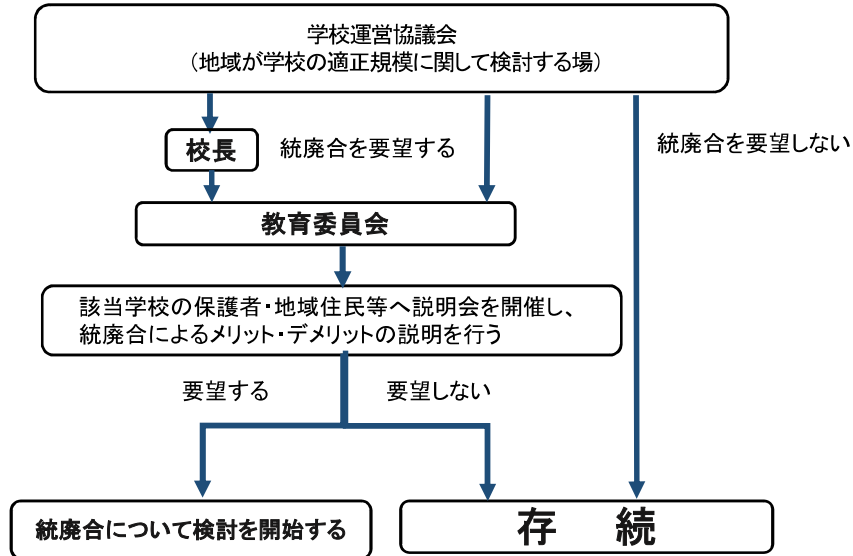 学校運営協議会
(地域が学校の適正規模に関して検討する場)
校長
統廃合を要望する
統廃合を要望しない
教育委員会
該当学校の保護者・地域住民等へ説明会を開催し、
統廃合によるメリット・デメリットの説明を行う
要望する
要望しない
統廃合について検討を開始する
存　続